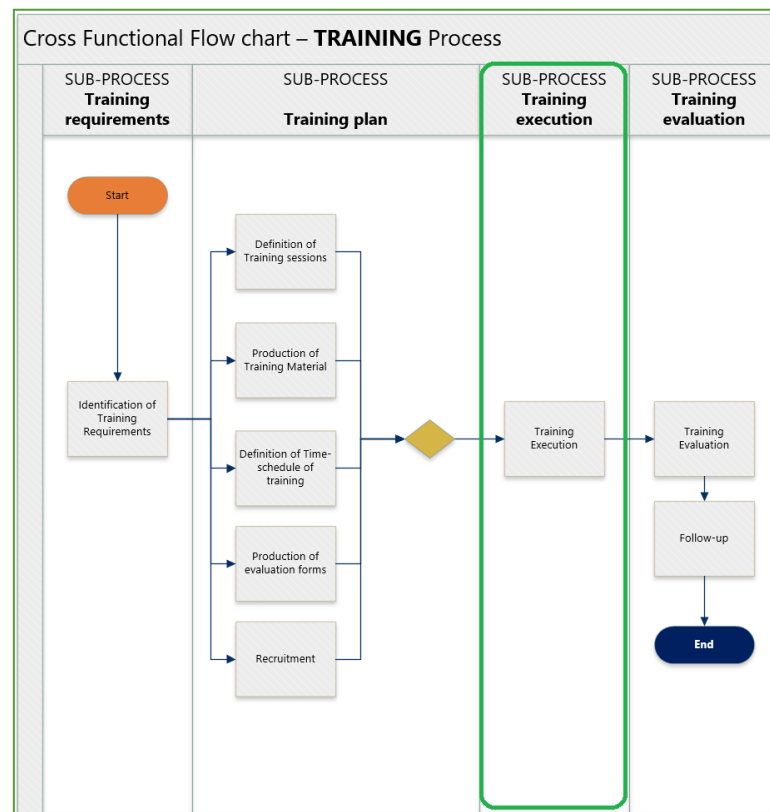 Cross Functional Flow chart – TRAINING Process
SUB-PROCESS
Training
requirements
SUB-PROCESS
Training plan
SUB-PROCESS
Training
execution
SUB-PROCESS
Training
evaluation
Start
Identification of
Training
Requirements
Definition of
Training sessions
Production of
Training Material
Definition of Time-
schedule of
training
Production of
evaluation forms
Recruitment
Training
Execution
Training
Evaluation
Follow-up
End